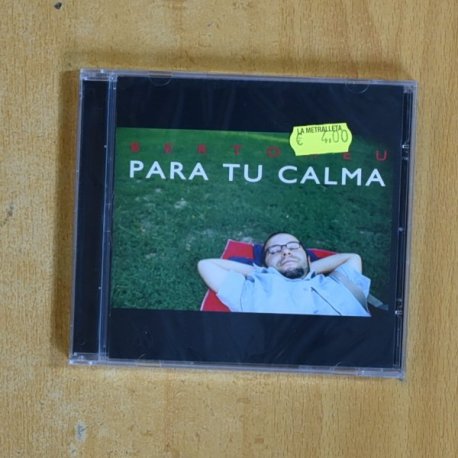 LA METRALLETA
€ 4,00
PARA TU CALMA